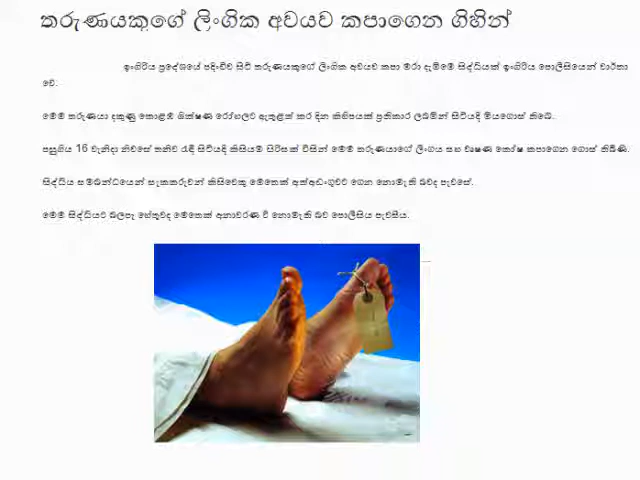 තරුණයකුගේ ලිංගික අවයව කපාගෙන ගිහින්
ඉංගිරිය ප්‍රදේශයේ පදිංචිව සිටි තරුණයකුගේ ලිංගික අවයව කපා මරා දැම්මේ සිද්ධියක් ඉංගිරිය පොලිසියෙන් වාර්තා
වේ.
මෙම තරුණයා දකුණු කොළඹ ශික්ෂණ රෝහලට ඇතුළත් කර දින කිහිපයක් ප්‍රතිකාර ලබමින් සිටියදී මියගොස් තිබේ.
පසුගිය 16 වැනිදා නිවසේ තනිව රැඳී සිටියදී කිසියම් පිරිසක් විසින් මෙම තරුණයාගේ ලිංගය සහ වෘෂණ කෝෂ කපාගෙන ගොස් තිබිණි.
සිද්ධිය සම්බන්ධයෙන් සැකකරුවන් කිසිවෙකු මෙතෙක් අත්අඩංගුවට ගෙන නොමැති බවද පැවසේ.
මෙම සිද්ධියට බලපෑ හේතුවද මෙතෙක් අනාවරණ වී නොමැති බව පොලිසිය පැවසීය.